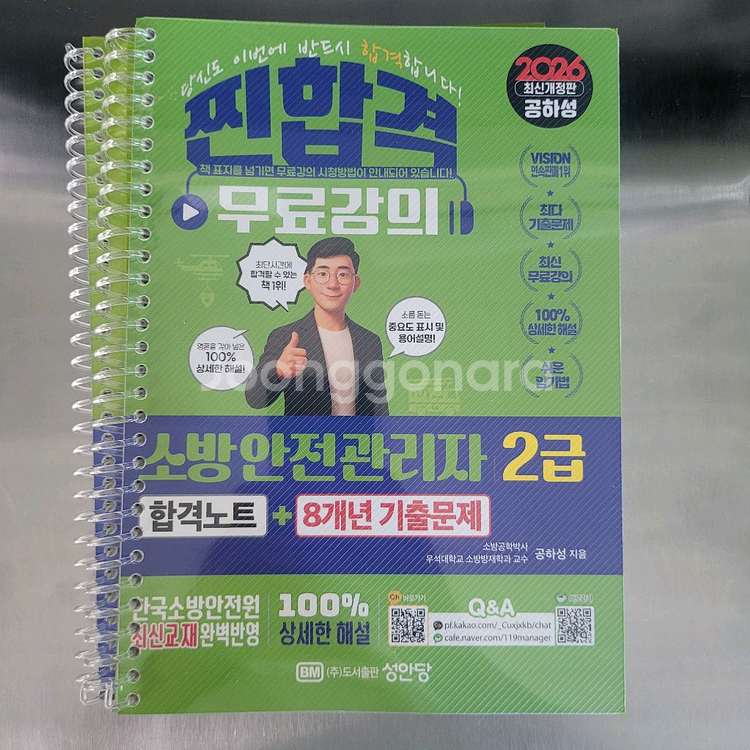 당신도 이번에 반드시 합격합니다!
찐합격
책 표지를 넘기면 무료강의 시청방법이 안내되어 있습니다!
무료강의
2026
최신개정판
공하성
VISION
연속판매 1위
최다
기출문제
최신
무료강의
100%
상세한 해설
쉬운
암기법
최단시간에
합격할 수 있는
책 1위!
소름 돋는
중요도 표시 및
용어설명!
영혼을 갈아 넣은
100%
상세한 해설!
joonggonara
소방안전관리자 2급
합격노트 + 8개년 기출문제
소방공학박사
우석대학교 소방방재학과 교수 공하성 지음
한국소방안전원
최신교재 완벽반영
100%
상세한 해설
Ch 바로가기
Q&A
pf.kakao.com/_Cuxjxkb/chat
cafe.naver.com/119manager
BM (주)도서출판 성안당